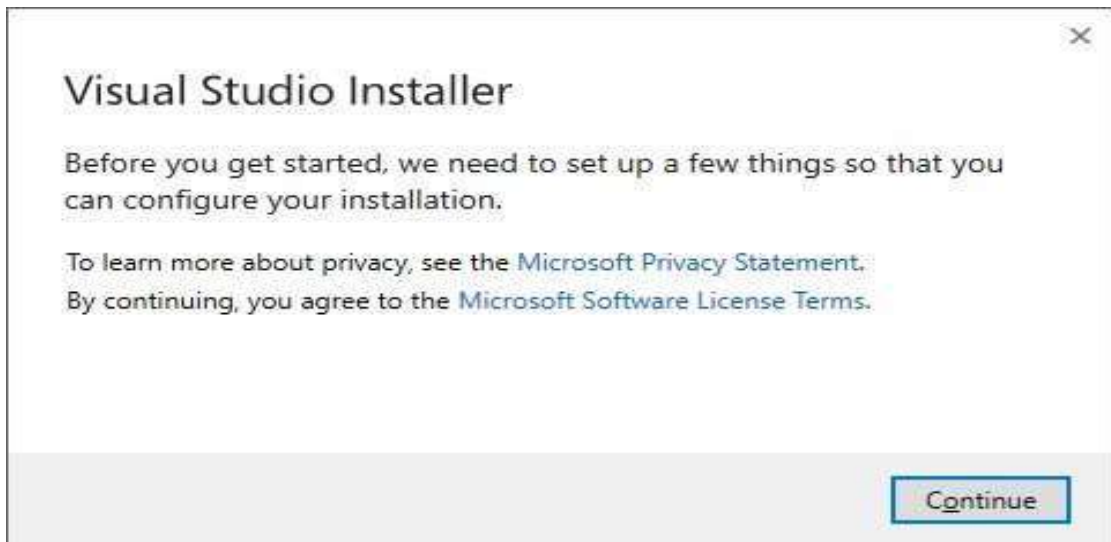 Visual Studio Installer
Before you get started, we need to set up a few things so that you
can configure your installation.
To learn more about privacy, see the Microsoft Privacy Statement.
By continuing, you agree to the Microsoft Software License Terms.
Continue